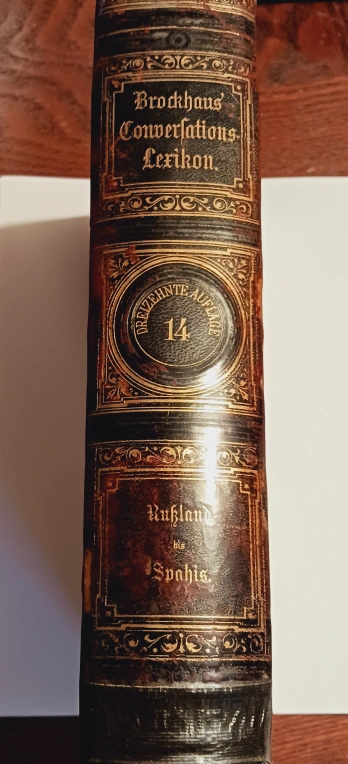 Brockhaus'
Conversations-
Lexikon.
DREIZEHNTE AUFLAGE
14
Rußland
bis
Spahis.